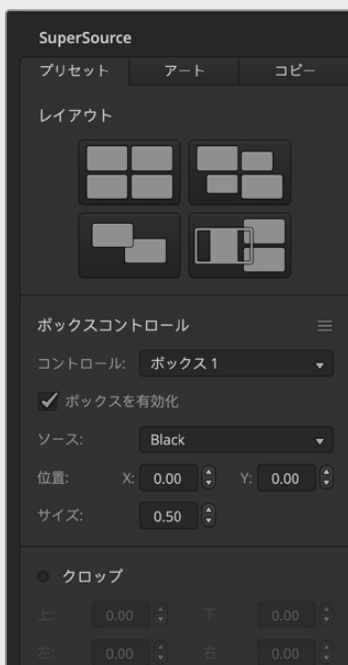 SuperSource
プリセット アート コピー
レイアウト
ボックスコントロール
コントロール: ボックス 1
ボックスを有効化
ソース: Black
位置: X: 0.00 Y: 0.00
サイズ: 0.50
クロップ
上: 0.00 下: 0.00
左: 0.00 右: 0.00